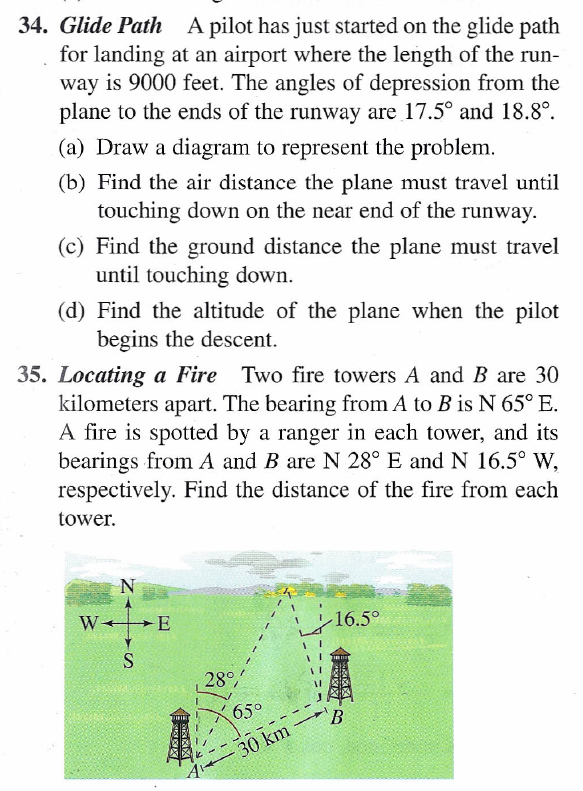 34. Glide Path A pilot has just started on the glide path
for landing at an airport where the length of the run-
way is 9000 feet. The angles of depression from the
plane to the ends of the runway are 17.5° and 18.8°.
(a) Draw a diagram to represent the problem.
(b) Find the air distance the plane must travel until
touching down on the near end of the runway.
(c) Find the ground distance the plane must travel
until touching down.
(d) Find the altitude of the plane when the pilot
begins the descent.
35. Locating a Fire Two fire towers A and B are 30
kilometers apart. The bearing from A to B is N 65° E.
A fire is spotted by a ranger in each tower, and its
bearings from A and B are N 28° E and N 16.5° W,
respectively. Find the distance of the fire from each
tower.
N
W E
S
16.5°
28°
65°
B
30 km
A